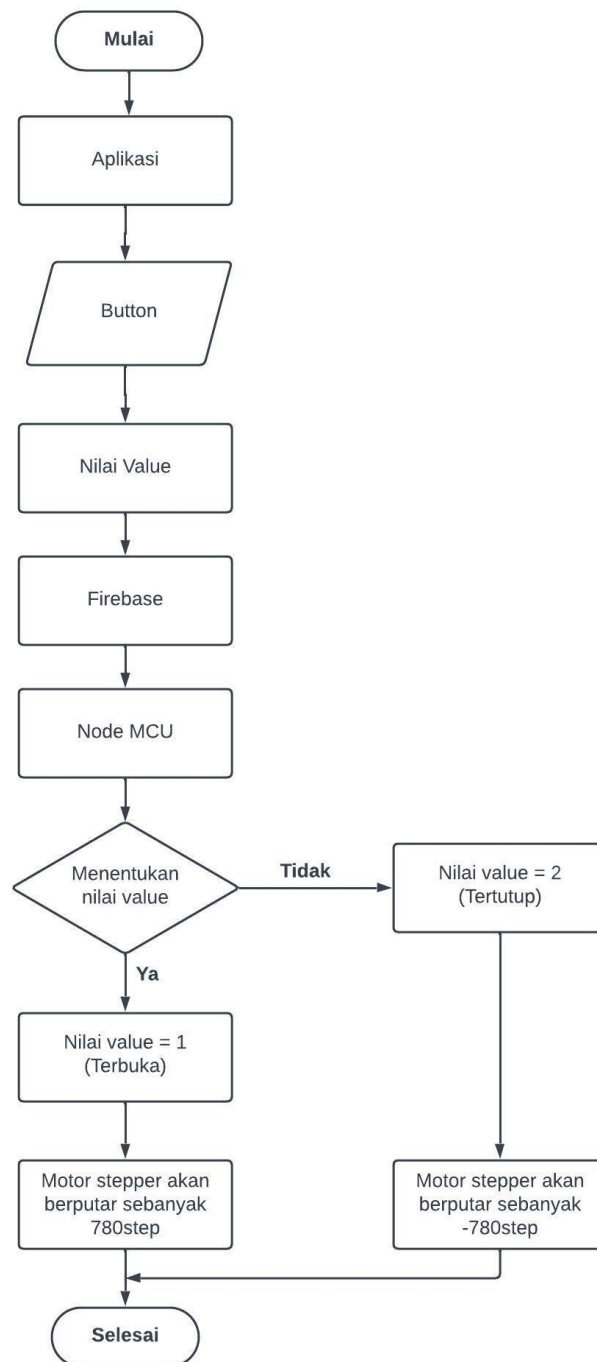 Mulai
Aplikasi
Button
Nilai Value
Firebase
Node MCU
Menentukan
nilai value
Tidak
Nilai value = 2
(Tertutup)
Ya
Nilai value = 1
(Terbuka)
Motor stepper akan
berputar sebanyak
780step
Motor stepper akan
berputar sebanyak
-780step
Selesai